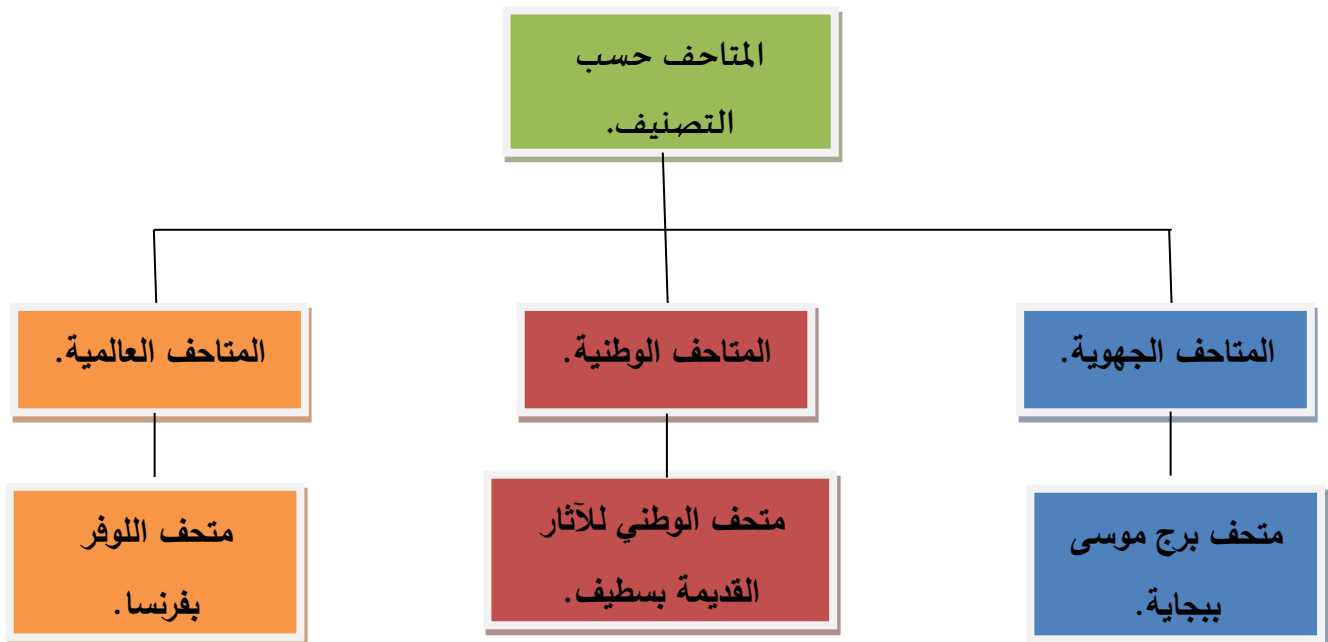 المتاحف حسب
التصنيف.
المتاحف الجهوية.
المتاحف الوطنية.
المتاحف العالمية.
متحف برج موسى
ببجاية.
متحف الوطني للآثار
القديمة بسطيف.
متحف اللوفر
بفرنسا.